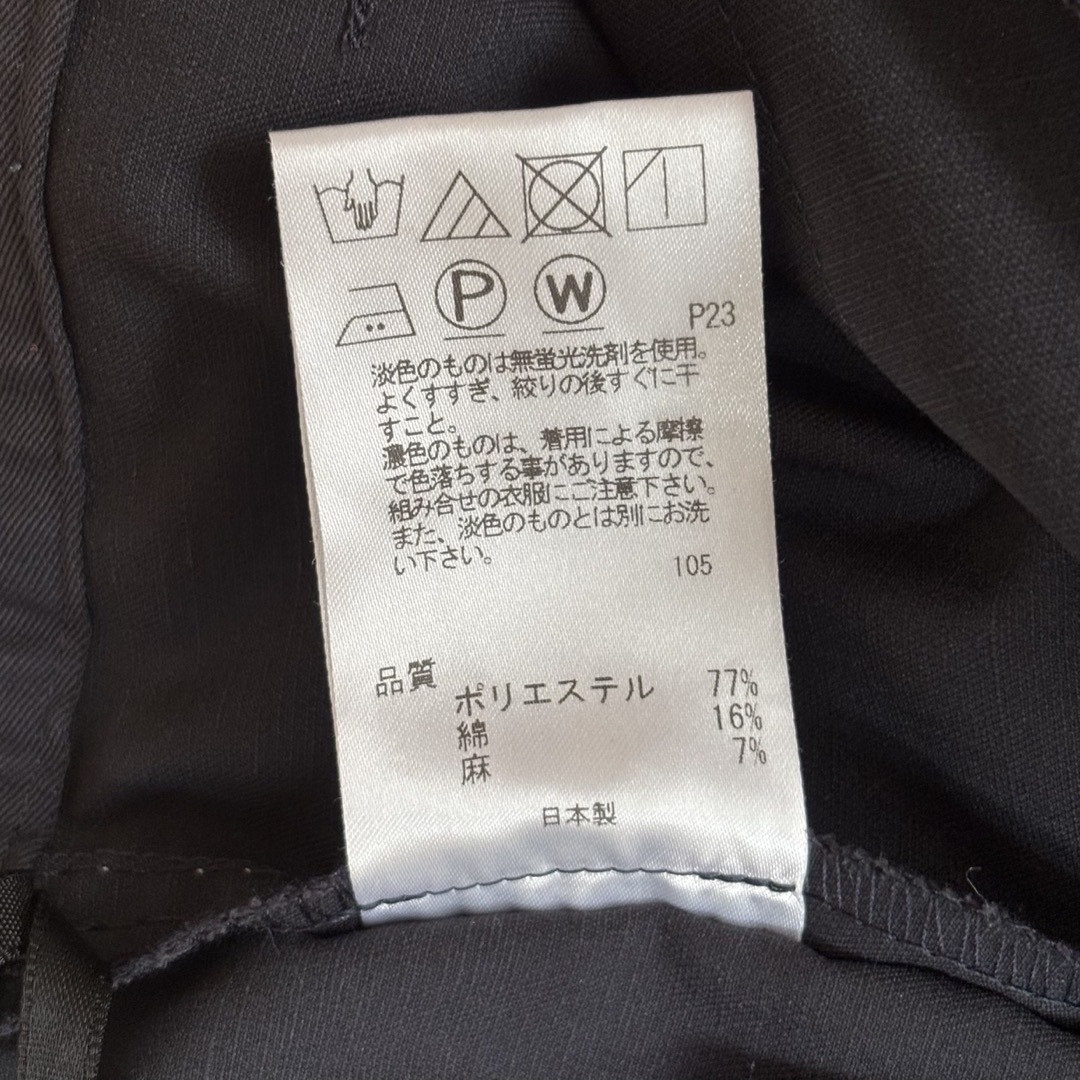 P W P23
淡色のものは無蛍光洗剤を使用。
よくすすぎ、絞りの後すぐに干
すこと。
濃色のものは、着用による摩擦
で色落ちする事がありますので、
組み合せの衣服にご注意下さい。
また、淡色のものとは別にお洗
い下さい。 105
品質 ポリエステル 77%
綿 16%
麻 7%
日本製